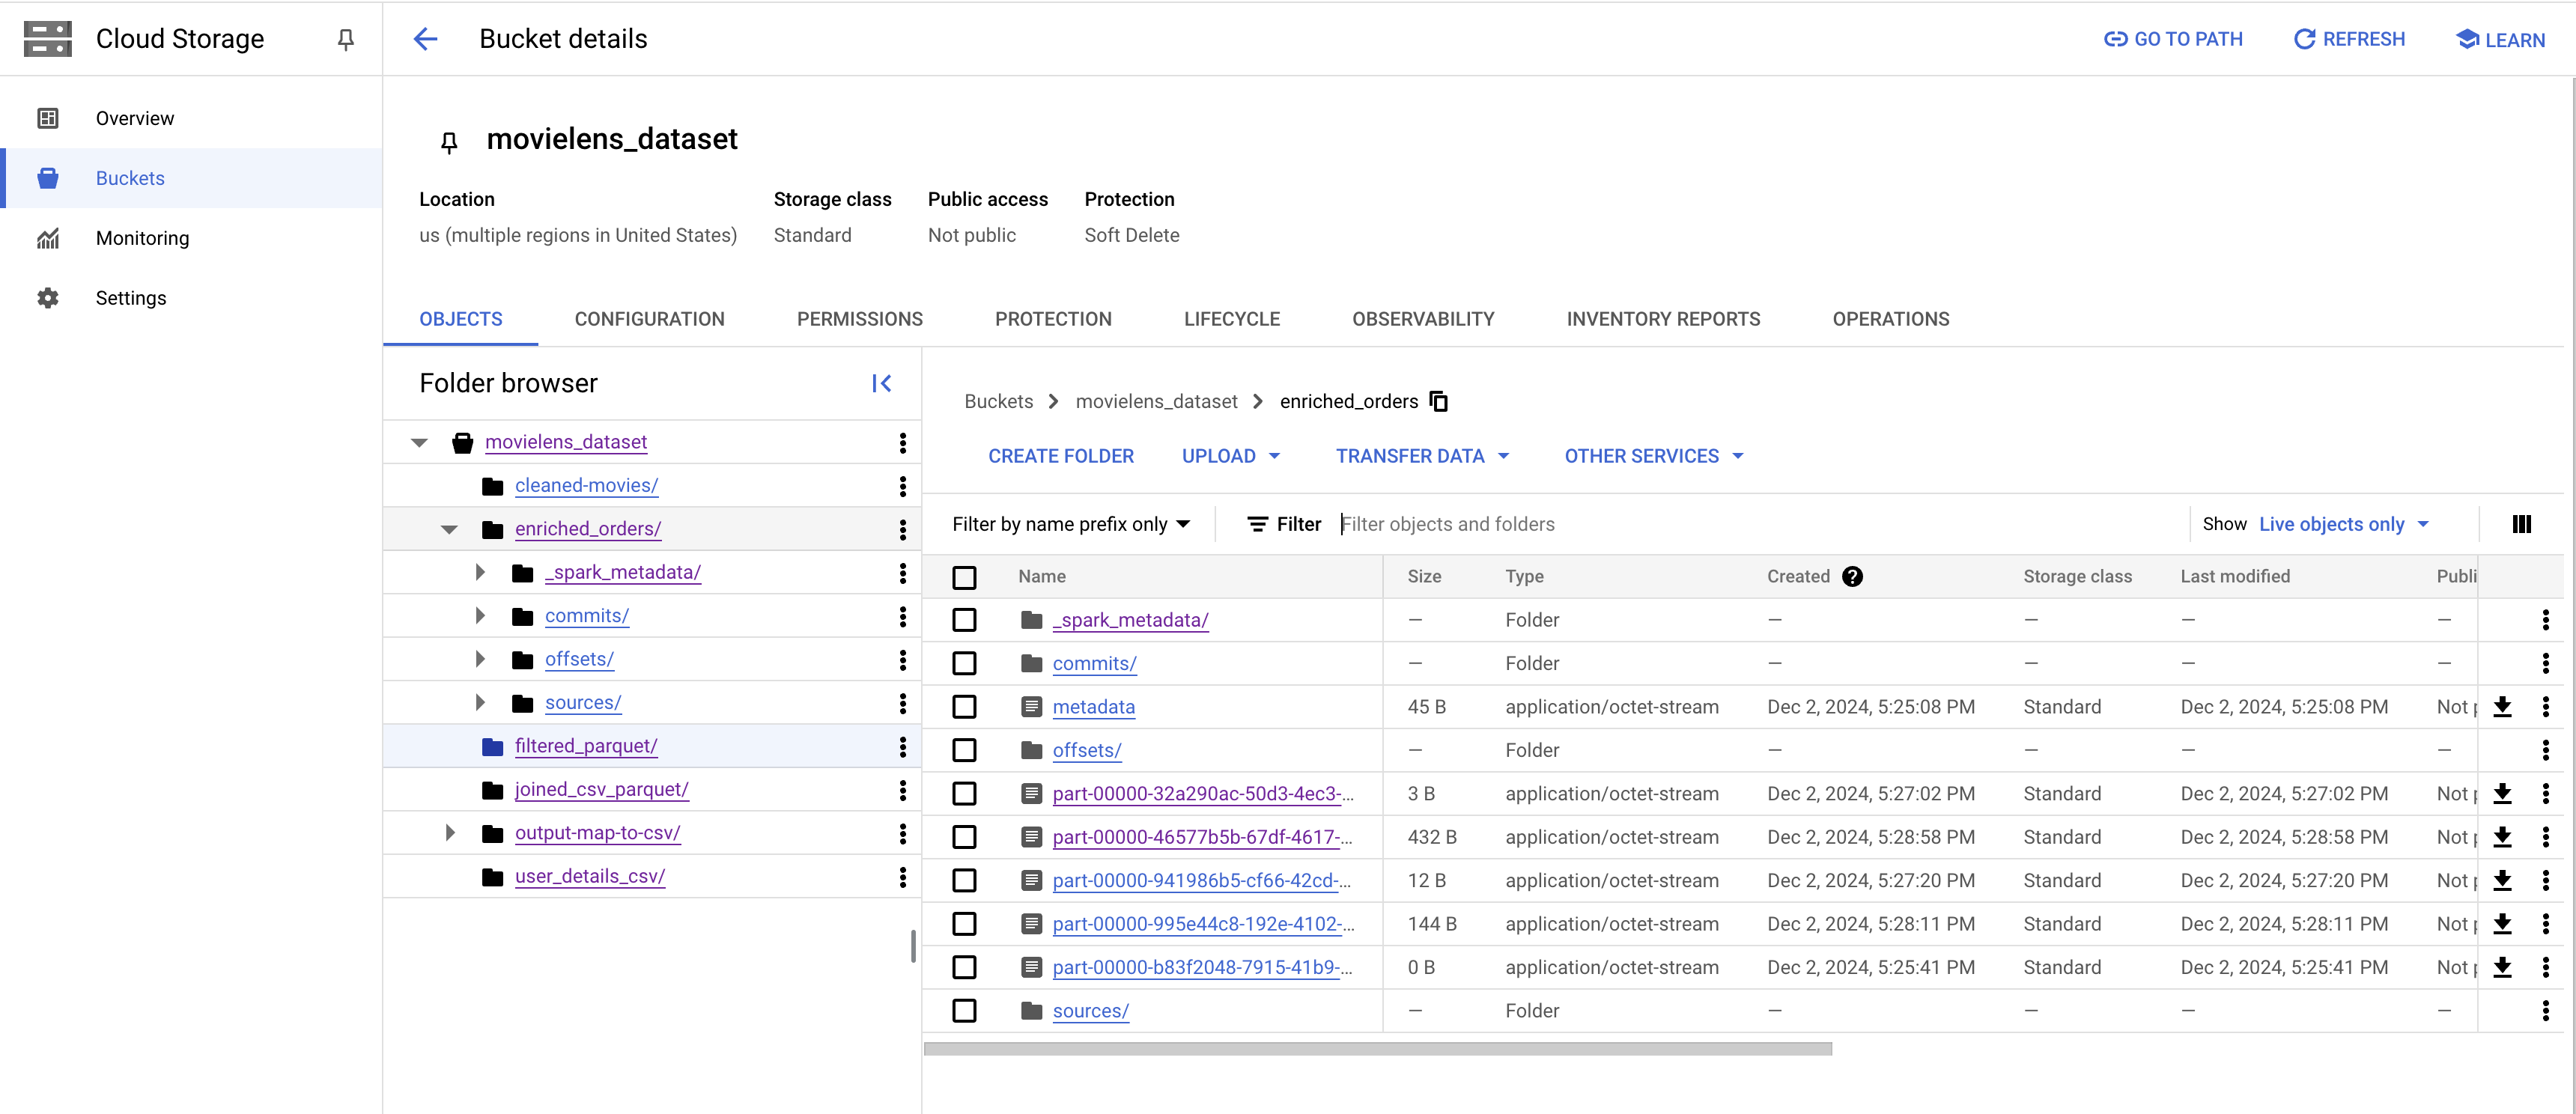 Cloud Storage
Bucket details
GO TO PATH
REFRESH
LEARN
Overview
Buckets
Monitoring
Settings
movielens_dataset
Location Storage class Public access Protection
us (multiple regions in United States) Standard Not public Soft Delete
OBJECTS CONFIGURATION PERMISSIONS PROTECTION LIFECYCLE OBSERVABILITY INVENTORY REPORTS OPERATIONS
Folder browser
movielens_dataset
cleaned-movies/
enriched_orders/
_spark_metadata/
commits/
offsets/
sources/
filtered_parquet/
joined_csv_parquet/
output-map-to-csv/
user_details_csv/
Buckets > movielens_dataset > enriched_orders
CREATE FOLDER UPLOAD TRANSFER DATA OTHER SERVICES
Filter by name prefix only Filter Filter objects and folders Show Live objects only
Name Size Type Created ? Storage class Last modified Publi
_spark_metadata/ — Folder — — — —
commits/ — Folder — — — —
metadata 45 B application/octet-stream Dec 2, 2024, 5:25:08 PM Standard Dec 2, 2024, 5:25:08 PM Not
offsets/ — Folder — — — —
part-00000-32a290ac-50d3-4ec3-... 3 B application/octet-stream Dec 2, 2024, 5:27:02 PM Standard Dec 2, 2024, 5:27:02 PM Not
part-00000-46577b5b-67df-4617-... 432 B application/octet-stream Dec 2, 2024, 5:28:58 PM Standard Dec 2, 2024, 5:28:58 PM Not
part-00000-941986b5-cf66-42cd-... 12 B application/octet-stream Dec 2, 2024, 5:27:20 PM Standard Dec 2, 2024, 5:27:20 PM Not
part-00000-995e44c8-192e-4102-... 144 B application/octet-stream Dec 2, 2024, 5:28:11 PM Standard Dec 2, 2024, 5:28:11 PM Not
part-00000-b83f2048-7915-41b9-... 0 B application/octet-stream Dec 2, 2024, 5:25:41 PM Standard Dec 2, 2024, 5:25:41 PM Not
sources/ — Folder — — — —